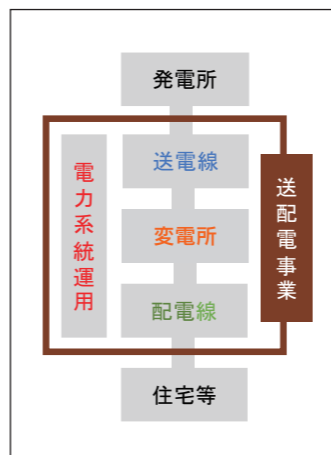 発電所
電力系統運用
送電線
変電所
配電線
送配電事業
住宅等